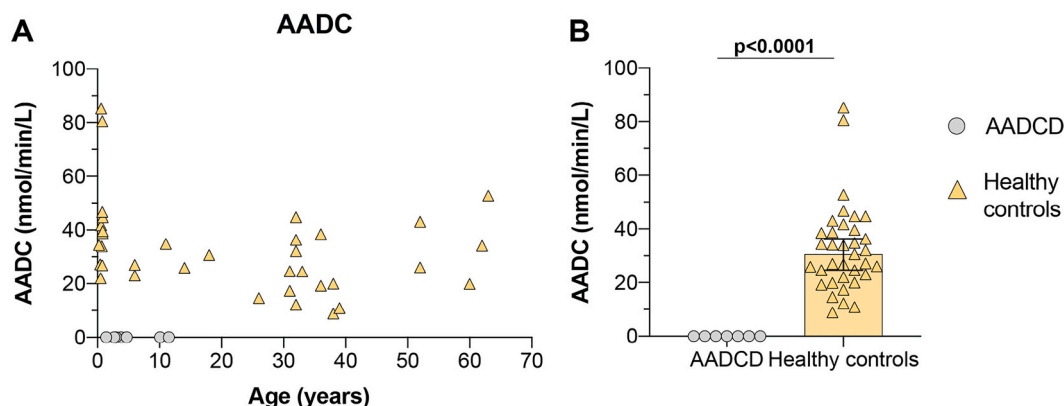 A
AADC
AADC (nmol/min/L)
100
80
60
40
20
0
0 10 20 30 40 50 60 70
Age (years)
B
p<0.0001
AADC (nmol/min/L)
100
80
60
40
20
0
AADCD Healthy controls
AADCD
Healthy
controls